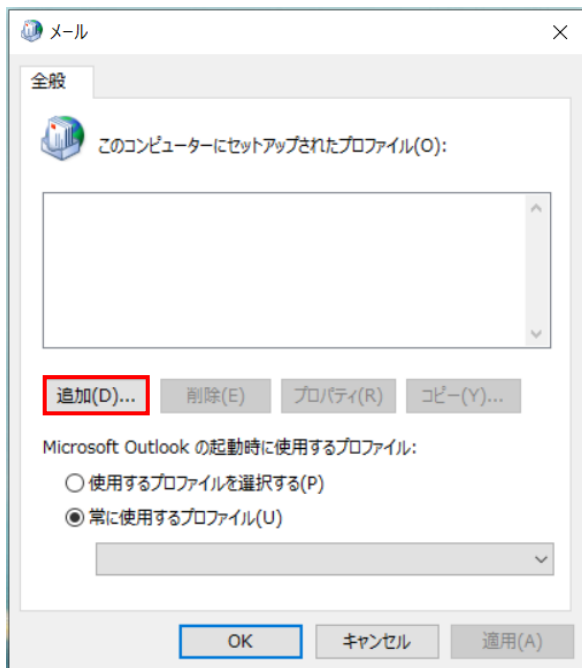 メール
全般
このコンピューターにセットアップされたプロファイル(O):
追加(D)... 削除(E) プロパティ(R) コピー(Y)...
Microsoft Outlook の起動時に使用するプロファイル:
使用するプロファイルを選択する(P)
常に使用するプロファイル(U)
OK キャンセル 適用(A)